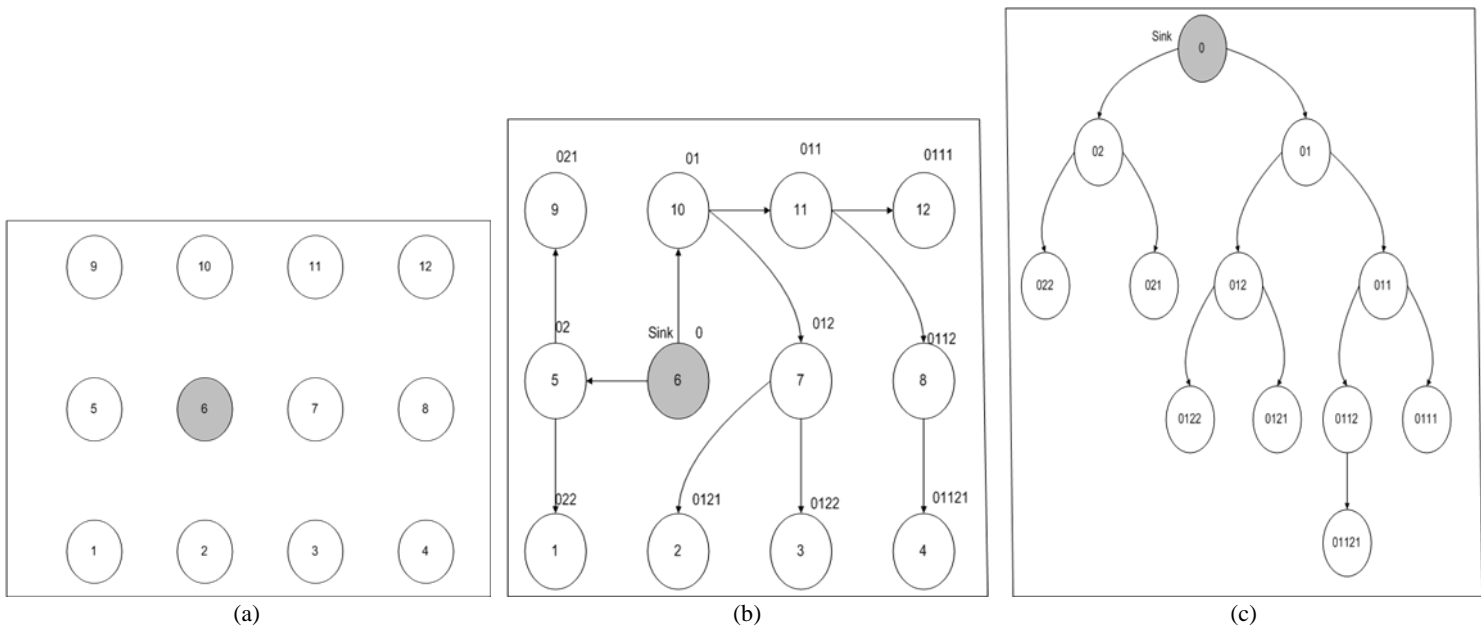 9 10 11 12
5 6 7 8
1 2 3 4
(a)
021 01 011 0111
9 10 11 12
02 Sink 0 012 0112
5 6 7 8
022 0121 0122 01121
1 2 3 4
(b)
Sink 0
02 01
022 021 012 011
0122 0121 0112 0111
01121
(c)